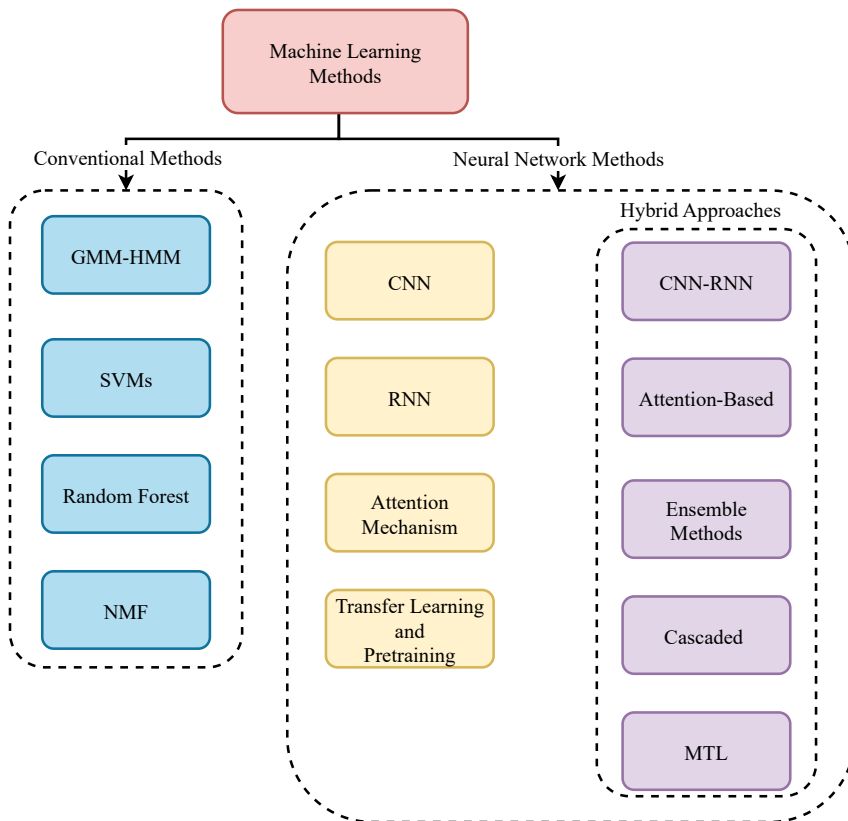 Machine Learning
Methods
Conventional Methods
Neural Network Methods
GMM-HMM
SVMs
Random Forest
NMF
CNN
RNN
Attention
Mechanism
Transfer Learning
and
Pretraining
Hybrid Approaches
CNN-RNN
Attention-Based
Ensemble
Methods
Cascaded
MTL